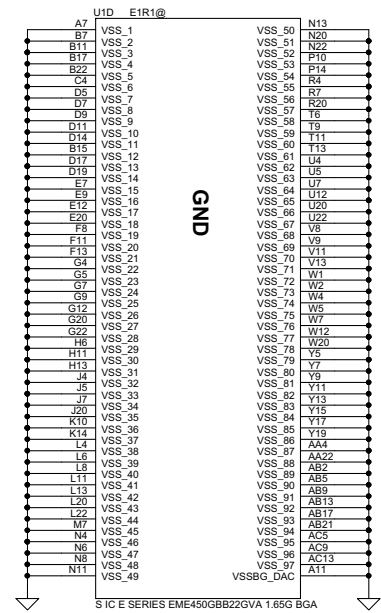 U1D E1R1@
A7 VSS_1 VSS_50 N13
B7 VSS_2 VSS_51 N20
B11 VSS_3 VSS_52 N22
B17 VSS_4 VSS_53 P10
B22 VSS_5 VSS_54 P14
C4 VSS_6 VSS_55 R4
D5 VSS_7 VSS_56 R7
D7 VSS_8 VSS_57 R20
D9 VSS_9 VSS_58 T6
D11 VSS_10 VSS_59 T9
D14 VSS_11 VSS_60 T11
B15 VSS_12 VSS_61 T13
D17 VSS_13 VSS_62 U4
D19 VSS_14 VSS_63 U5
E7 VSS_15 VSS_64 U7
E9 VSS_16 VSS_65 U12
E12 VSS_17 VSS_66 U20
E20 VSS_18 VSS_67 U22
F8 VSS_19 VSS_68 V8
F11 VSS_20 VSS_69 V9
F13 VSS_21 VSS_70 V11
G4 VSS_22 VSS_71 V13
G5 VSS_23 VSS_72 W1
G7 VSS_24 VSS_73 W2
G9 VSS_25 VSS_74 W4
G12 VSS_26 VSS_75 W5
G20 VSS_27 VSS_76 W7
G22 VSS_28 VSS_77 W12
H6 VSS_29 VSS_78 W20
H11 VSS_30 VSS_79 Y5
H13 VSS_31 VSS_80 Y7
J4 VSS_32 VSS_81 Y9
J5 VSS_33 VSS_82 Y11
J7 VSS_34 VSS_83 Y13
J20 VSS_35 VSS_84 Y15
K10 VSS_36 VSS_85 Y17
K14 VSS_37 VSS_86 Y19
L4 VSS_38 VSS_87 AA4
L6 VSS_39 VSS_88 AA22
L8 VSS_40 VSS_89 AB2
L11 VSS_41 VSS_90 AB5
L13 VSS_42 VSS_91 AB9
L20 VSS_43 VSS_92 AB13
L22 VSS_44 VSS_93 AB17
M7 VSS_45 VSS_94 AB21
N4 VSS_46 VSS_95 AC5
N6 VSS_47 VSS_96 AC9
N8 VSS_48 VSS_97 AC13
N11 VSS_49 VSSBG_DAC A11
GND
S IC E SERIES EME450GBB22GVA 1.65G BGA